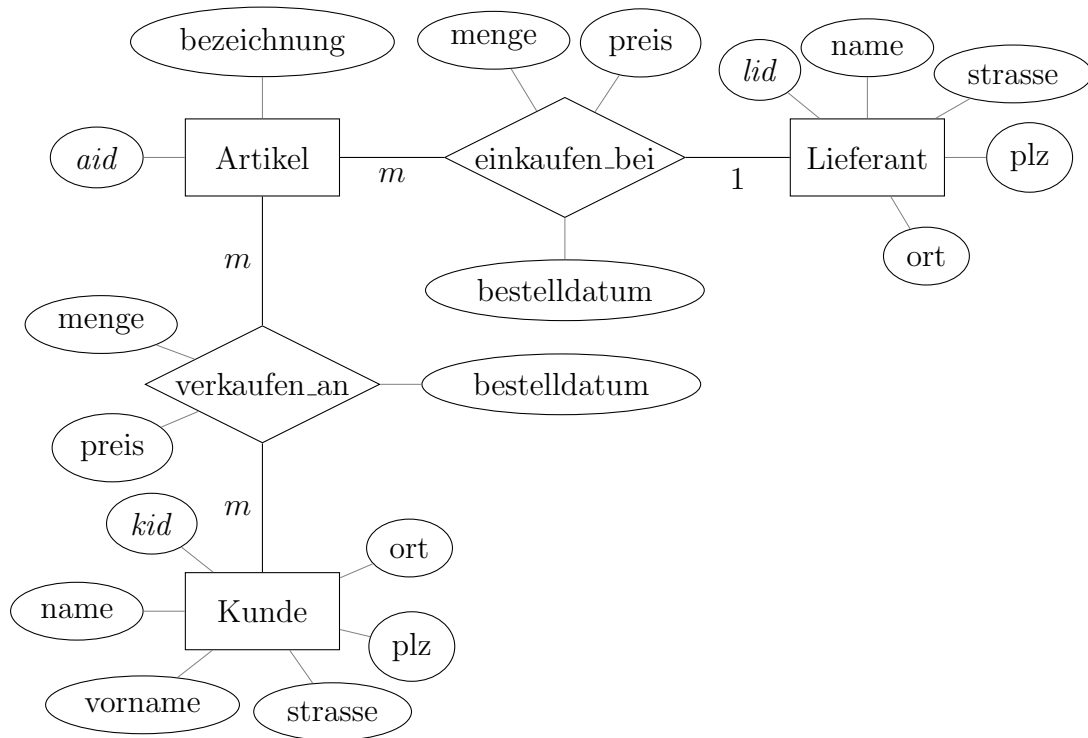 bezeichnung
menge
preis
lid
name
strasse
aid
Artikel
m
einkaufen_bei
1
Lieferant
plz
ort
bestelldatum
m
menge
verkaufen_an
bestelldatum
preis
m
kid
ort
name
Kunde
plz
vorname
strasse